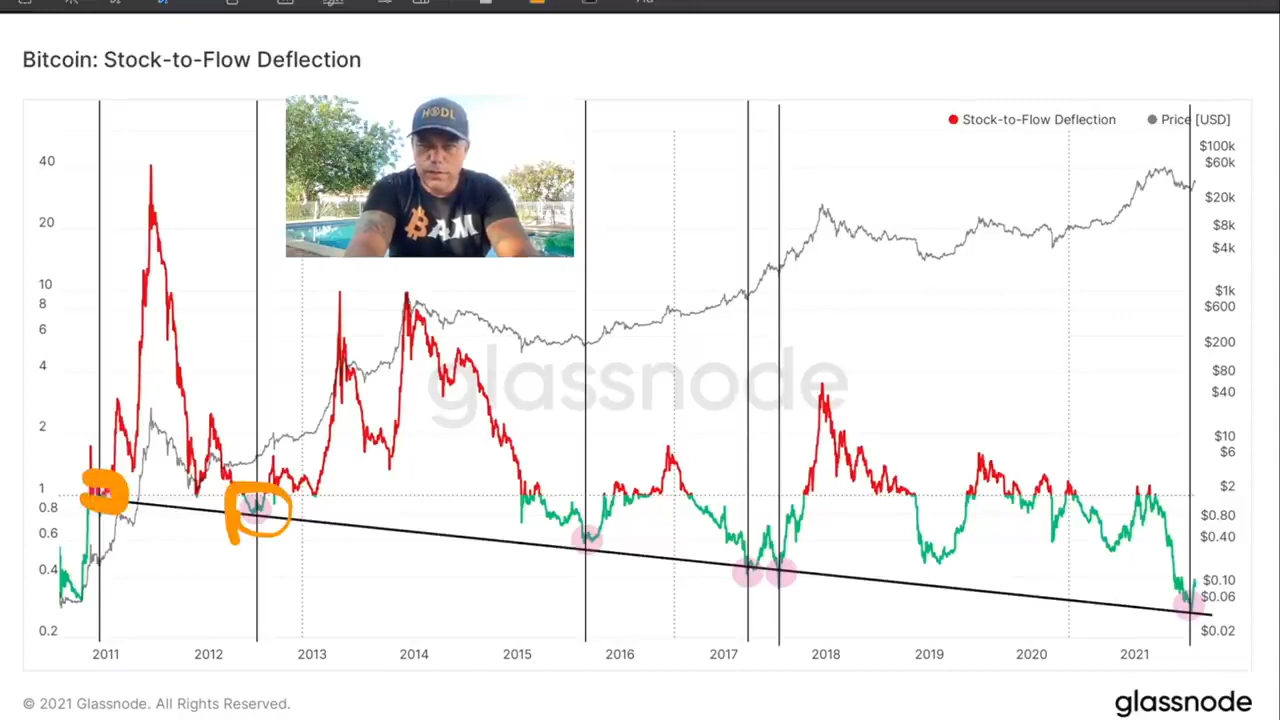 Bitcoin: Stock-to-Flow Deflection
Stock-to-Flow Deflection
Price [USD]
HODL
BAM
glassnode
40
20
10
8
6
4
2
1
0.8
0.6
0.4
0.2
$100k
$60k
$20k
$8k
$4k
$1k
$600
$200
$80
$40
$10
$6
$2
$0.80
$0.40
$0.10
$0.06
$0.02
2011 2012 2013 2014 2015 2016 2017 2018 2019 2020 2021
© 2021 Glassnode. All Rights Reserved.
glassnode